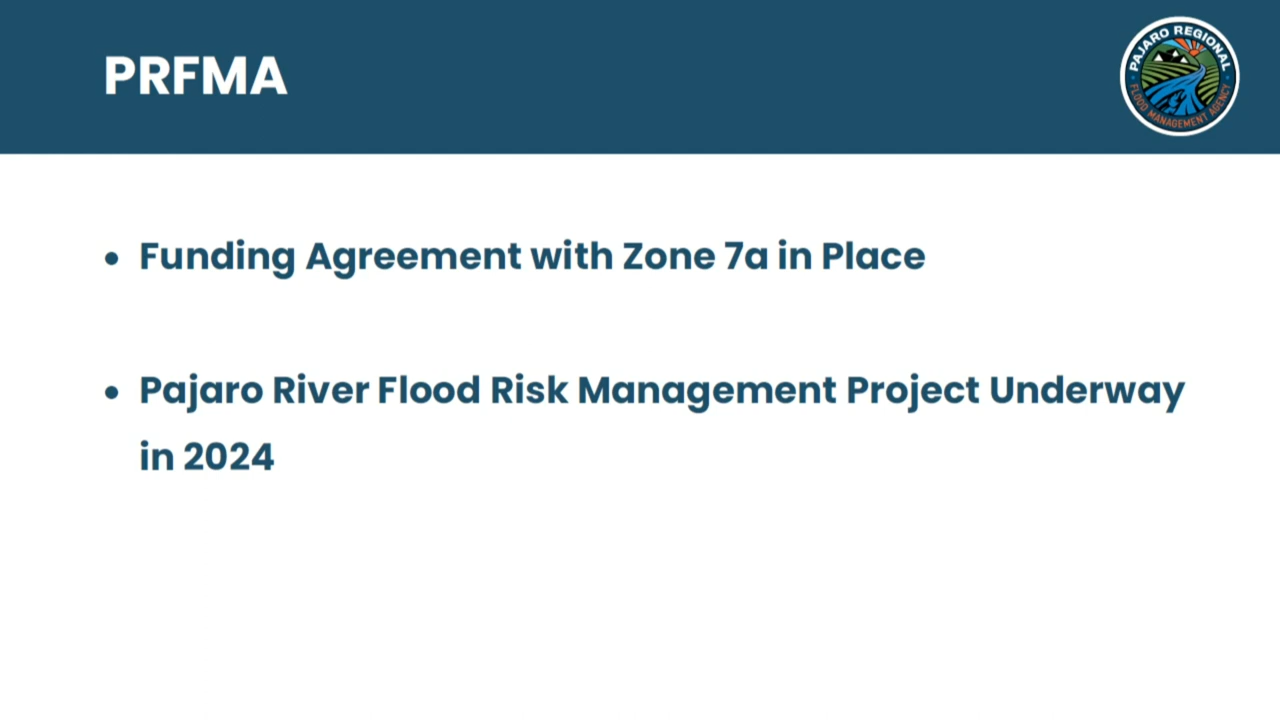 PRFMA
PAJARO REGIONAL
FLOOD MANAGEMENT AGENCY
• Funding Agreement with Zone 7a in Place
• Pajaro River Flood Risk Management Project Underway
in 2024